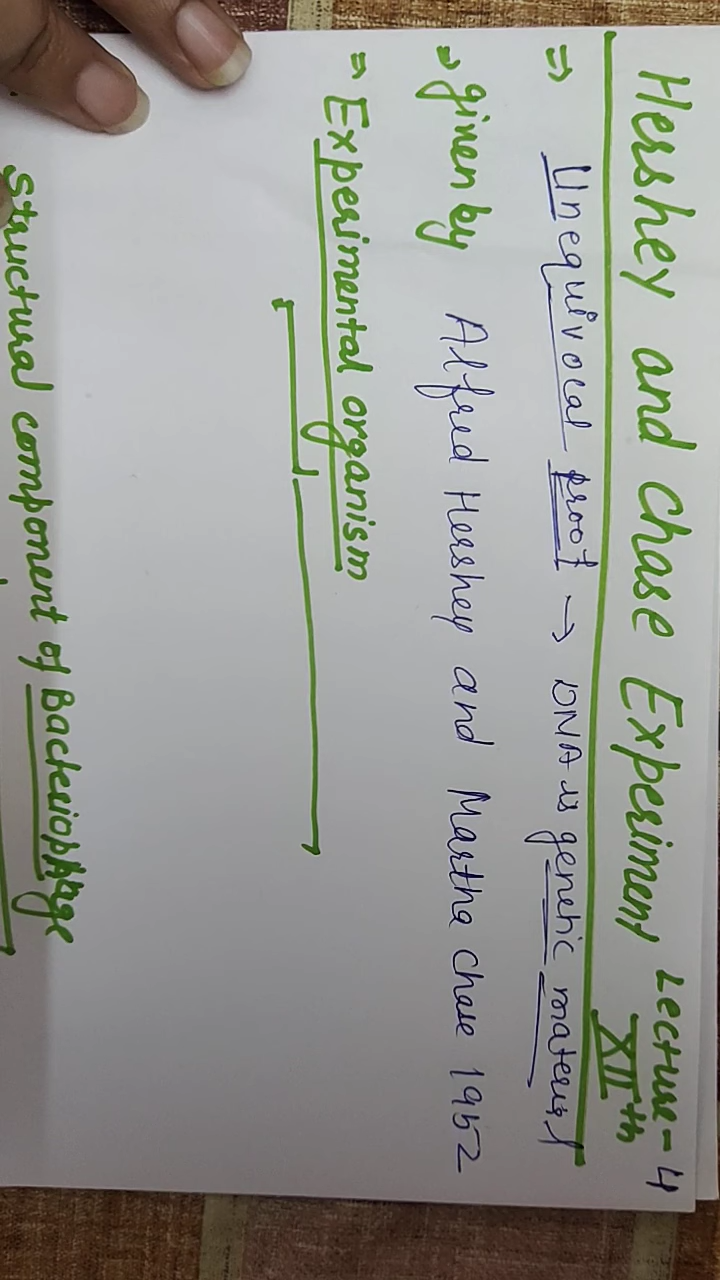 Hershey and Chase Experiment Lecture-4
XIIth
⇒ Unequivocal proof → DNA is genetic material
⇒ given by Alfred Hershey and Martha Chase 1952
⇒ Experimental organism
Structural component of Bacteriophage